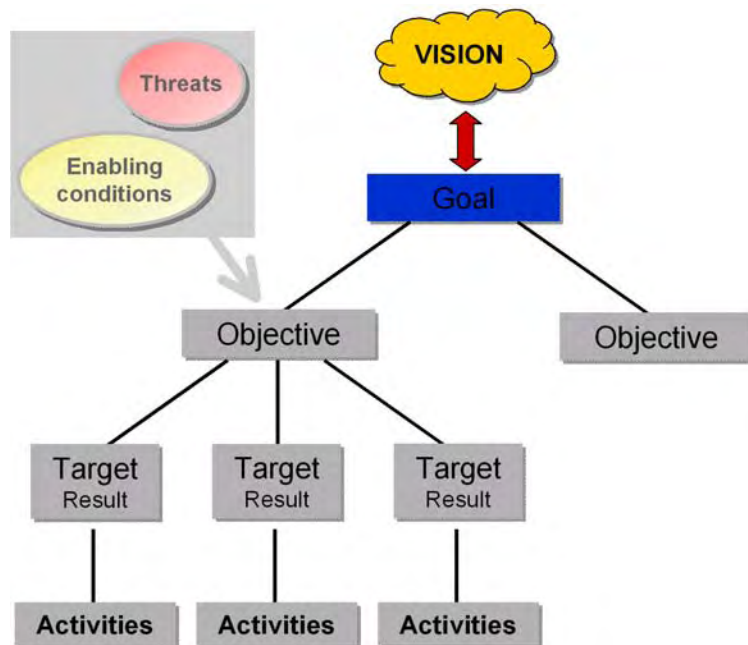 VISION
Threats
Enabling
conditions
Goal
Objective
Objective
Target
Result
Target
Result
Target
Result
Activities
Activities
Activities